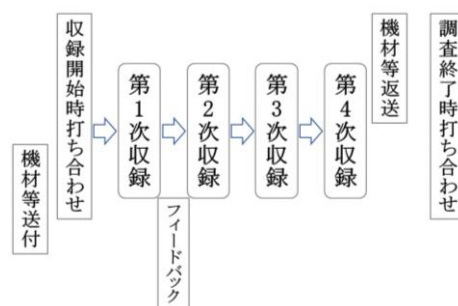 機材等送付
収録開始時打ち合わせ
第1次収録
フィードバック
第2次収録
第3次収録
第4次収録
機材等返送
調査終了時打ち合わせ